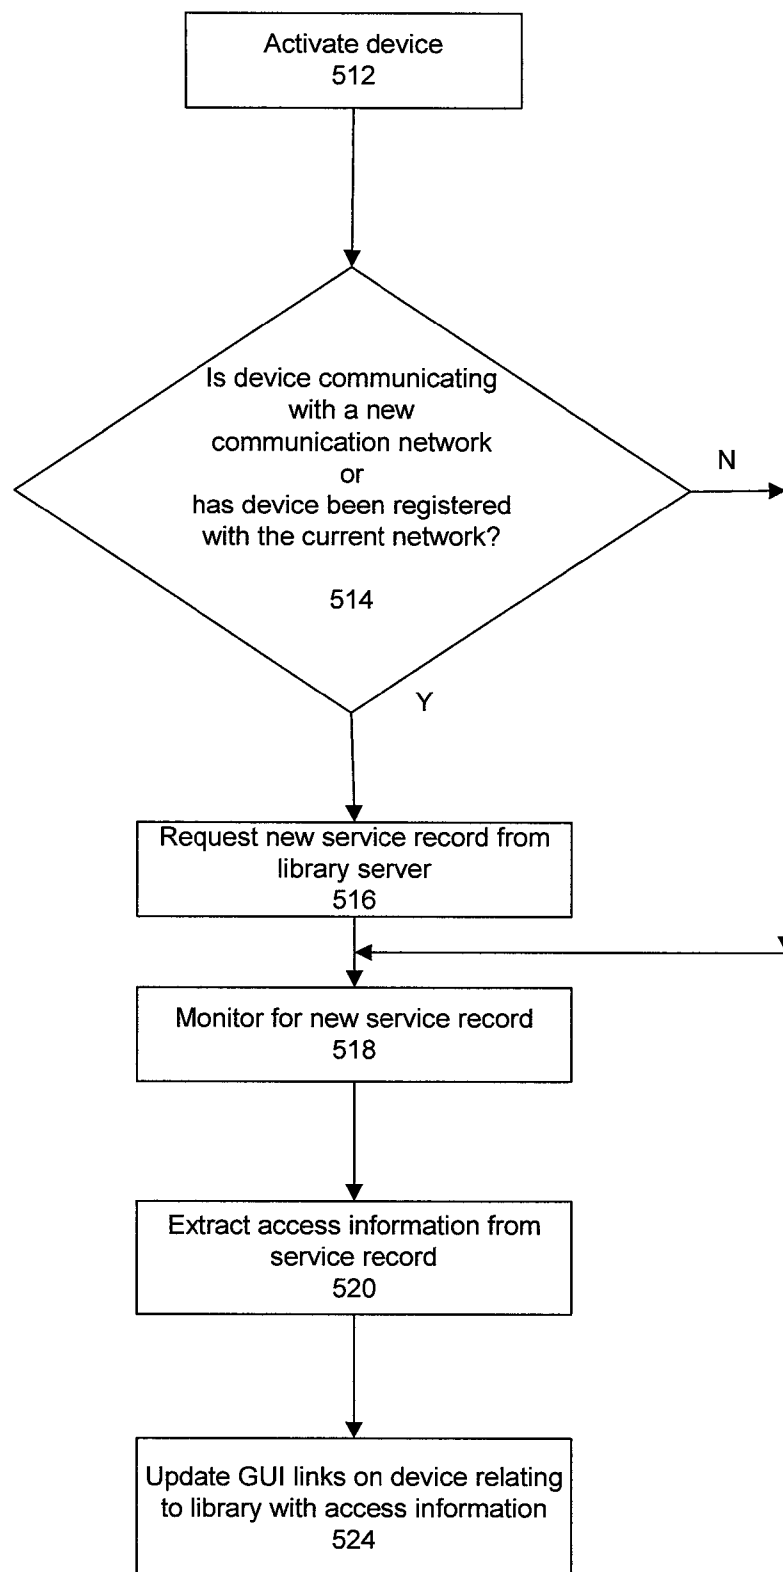 Activate device
512
Is device communicating
with a new
communication network
or
has device been registered
with the current network?
514
N
Y
Request new service record from
library server
516
Monitor for new service record
518
Extract access information from
service record
520
Update GUI links on device relating
to library with access information
524